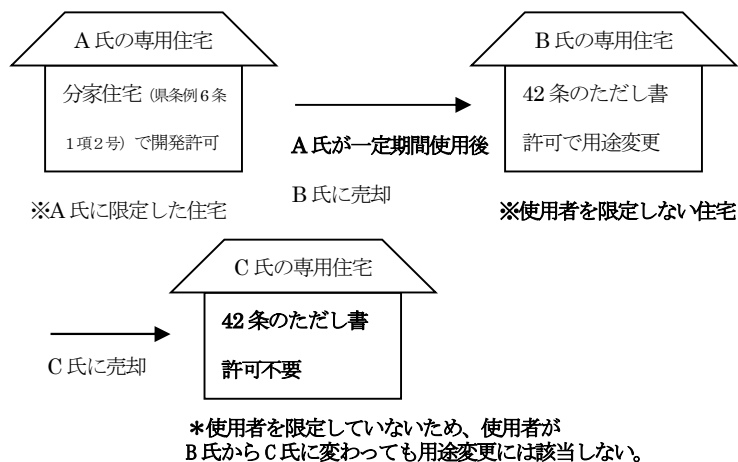 A氏の専用住宅
分家住宅(県条例6条
1項2号)で開発許可
※A氏に限定した住宅
A氏が一定期間使用後
B氏に売却
B氏の専用住宅
42条のただし書
許可で用途変更
※使用者を限定しない住宅
C氏に売却
C氏の専用住宅
42条のただし書
許可不要
*使用者を限定していないため、使用者が
B氏からC氏に変わっても用途変更には該当しない。